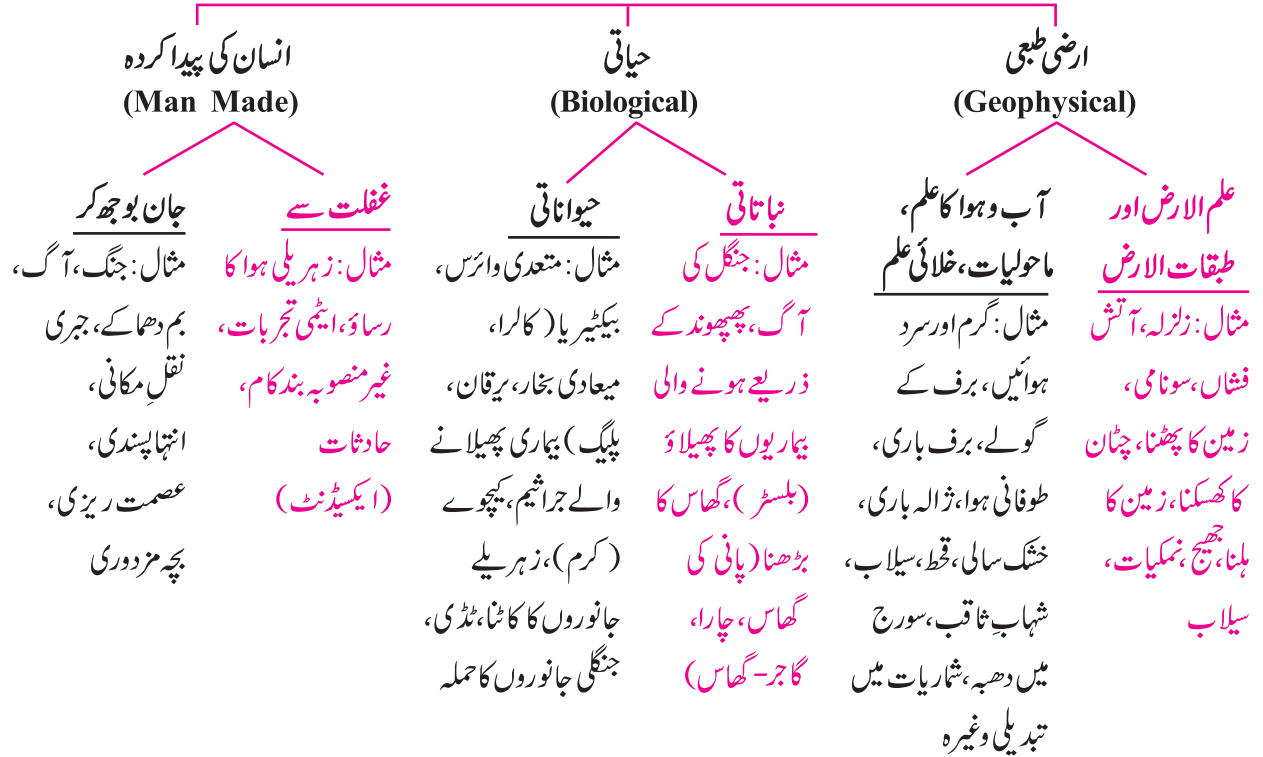 ارضی طبعی
(Geophysical)
علم الارض اور
طبقات الارض
مثال: زلزلہ، آتش
فشاں، سونامی،
زمین کا پھٹنا، چٹان
کا کھسکنا، زمین کا
ہلنا، جھیج، نمکیات،
سیلاب
آب و ہوا کا علم،
ماحولیات، خلائی علم
مثال: گرم اور سرد
ہوائیں، برف کے
گولے، برف باری،
طوفانی ہوا، ژالہ باری،
خشک سالی، قحط، سیلاب،
شہابِ ثاقب، سورج
میں دھبہ، شماریات میں
تبدیلی وغیرہ
حیاتی
(Biological)
نباتاتی
مثال: جنگل کی
آگ، پھپھوند کے
ذریعے ہونے والی
بیماریوں کا پھیلاؤ
(بلسٹر)، گھاس کا
بڑھنا (پانی کی
گھاس، چارا،
گاجر- گھاس)
حیواناتی
مثال: متعدی وائرس،
بیکٹیریا (کالرا،
میعادی بخار، یرقان،
پلیگ) بیماری پھیلانے
والے جراثیم، کیچوے
(کرم)، زہریلے
جانوروں کا کاٹنا، ٹڈی،
جنگلی جانوروں کا حملہ
انسان کی پیدا کردہ
(Man Made)
غفلت سے
مثال: زہریلی ہوا کا
رساؤ، ایٹمی تجربات،
غیر منصوبہ بند کام،
حادثات
(ایکسیڈنٹ)
جان بوجھ کر
مثال: جنگ، آگ،
بم دھماکے، جبری
نقلِ مکانی،
انتہا پسندی،
عصمت ریزی،
بچہ مزدوری